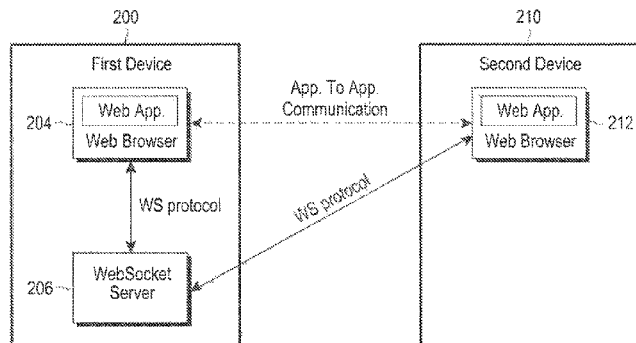 200
210
First Device
Second Device
Web App.
Web Browser
204
App. To App.
Communication
Web App.
Web Browser
212
WS protocol
WS protocol
WebSocket
Server
206